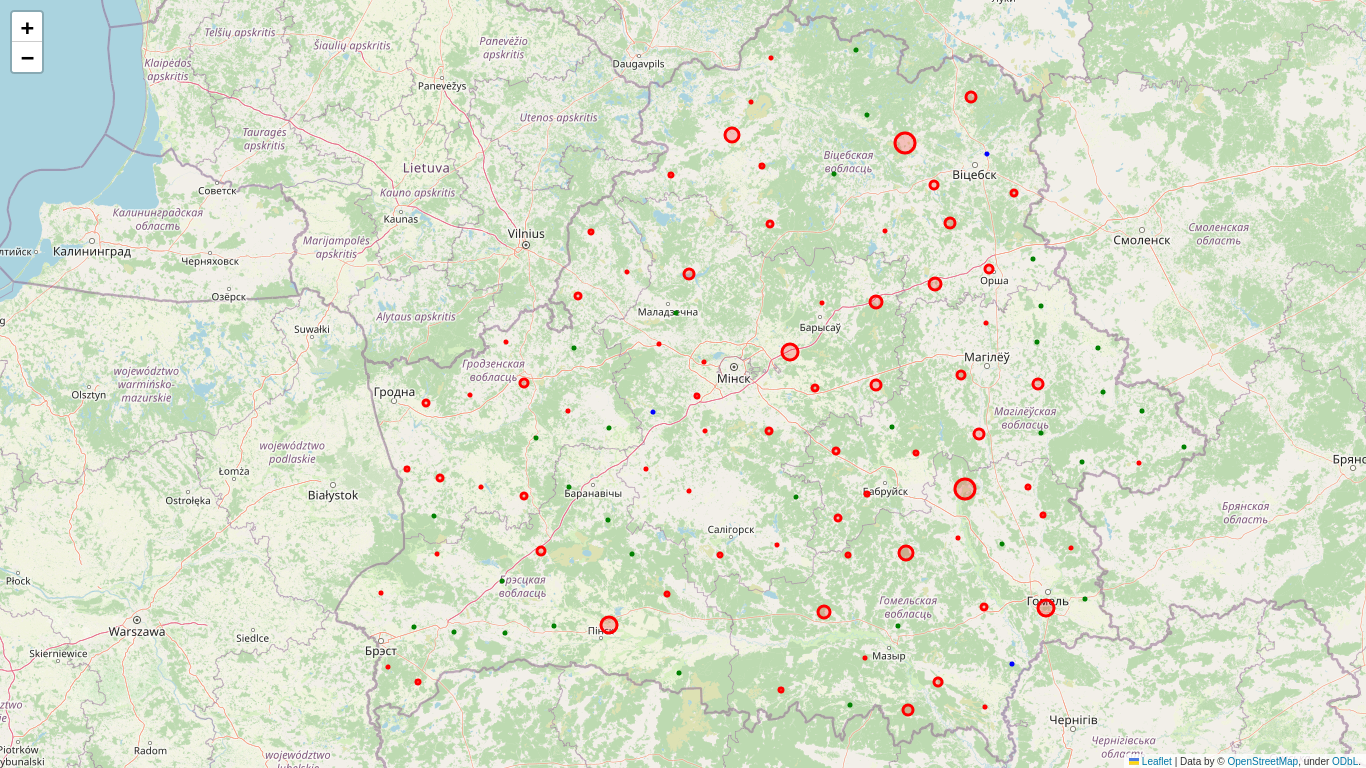 +
−
Telšių apskritis
Šiaulių apskritis
Panevėžio
apskritis
Луки
Klaipėdos
apskritis
Daugavpils
Panevėžys
Utenos apskritis
Tauragės
apskritis
Віцебская
вобласць
Lietuva
Віцебск
Советск
Kauno apskritis
Калининградская
область
Kaunas
Vilnius
Смоленск
Смоленская
область
Marijampolės
apskritis
лтийск
Калининград
Черняховск
Орша
Озёрск
Маладзечна
Alytaus apskritis
Барысаў
Suwałki
Магілёў
Гродзенская
вобласць
Мінск
województwo
warmińsko-
mazurskie
Olsztyn
Гродна
Магілёўская
вобласць
województwo
podlaskie
Бранс
Łomża
Białystok
Ostrołęka
Баранавічы
Бабруйск
Брянская
область
Салігорск
Płock
Брэсцкая
вобласць
Гомельская
вобласць
Гомель
Warszawa
Siedlce
Пінск
Брэст
Skierniewice
Мазыр
Чернігів
Radom
województwo
lubelskie
Чернігівська
область
Piotrków
rybunalski
Leaflet | Data by © OpenStreetMap, under ODbL.